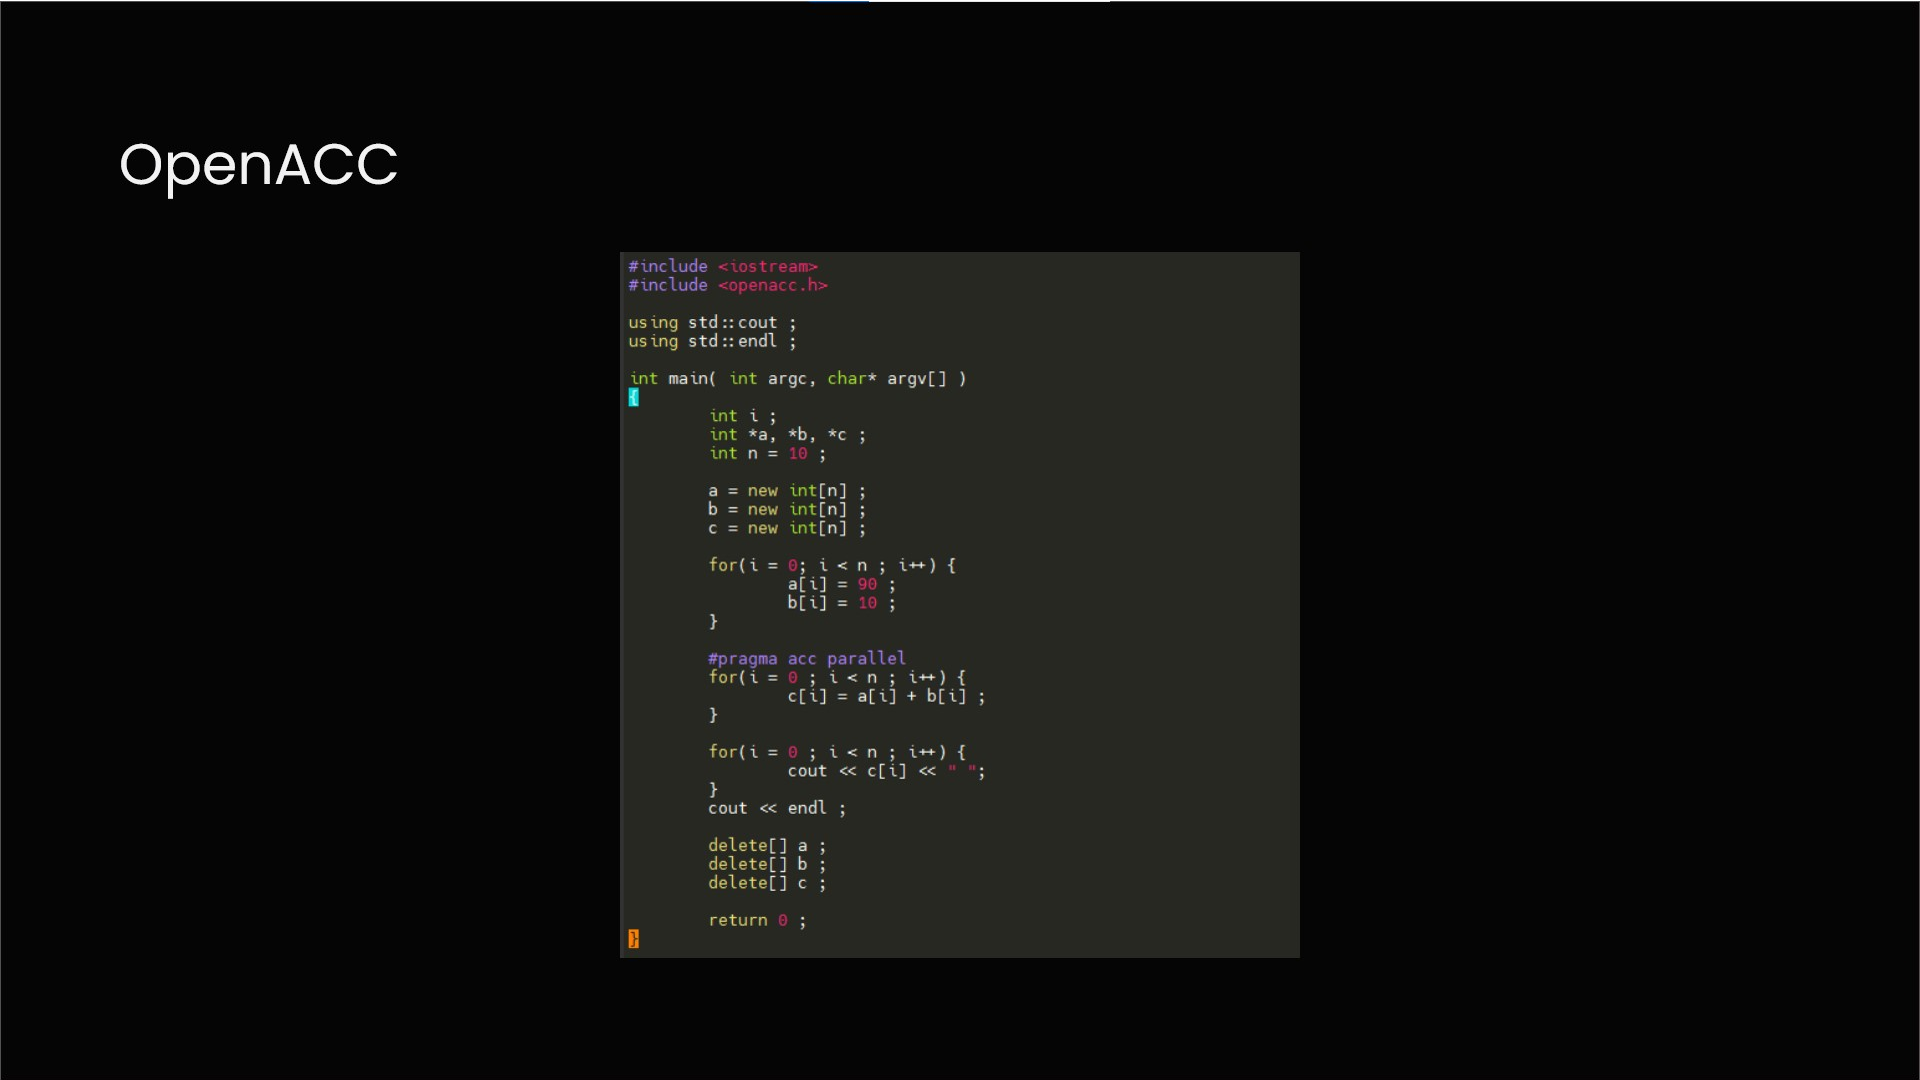 OpenACC
#include <iostream>
#include <openacc.h>
using std::cout ;
using std::endl ;
int main( int argc, char* argv[] )
{
int i ;
int *a, *b, *c ;
int n = 10 ;
a = new int[n] ;
b = new int[n] ;
c = new int[n] ;
for(i = 0; i < n ; i++) {
a[i] = 90 ;
b[i] = 10 ;
}
#pragma acc parallel
for(i = 0 ; i < n ; i++) {
c[i] = a[i] + b[i] ;
}
for(i = 0 ; i < n ; i++) {
cout << c[i] << " ";
}
cout << endl ;
delete[] a ;
delete[] b ;
delete[] c ;
return 0 ;
}